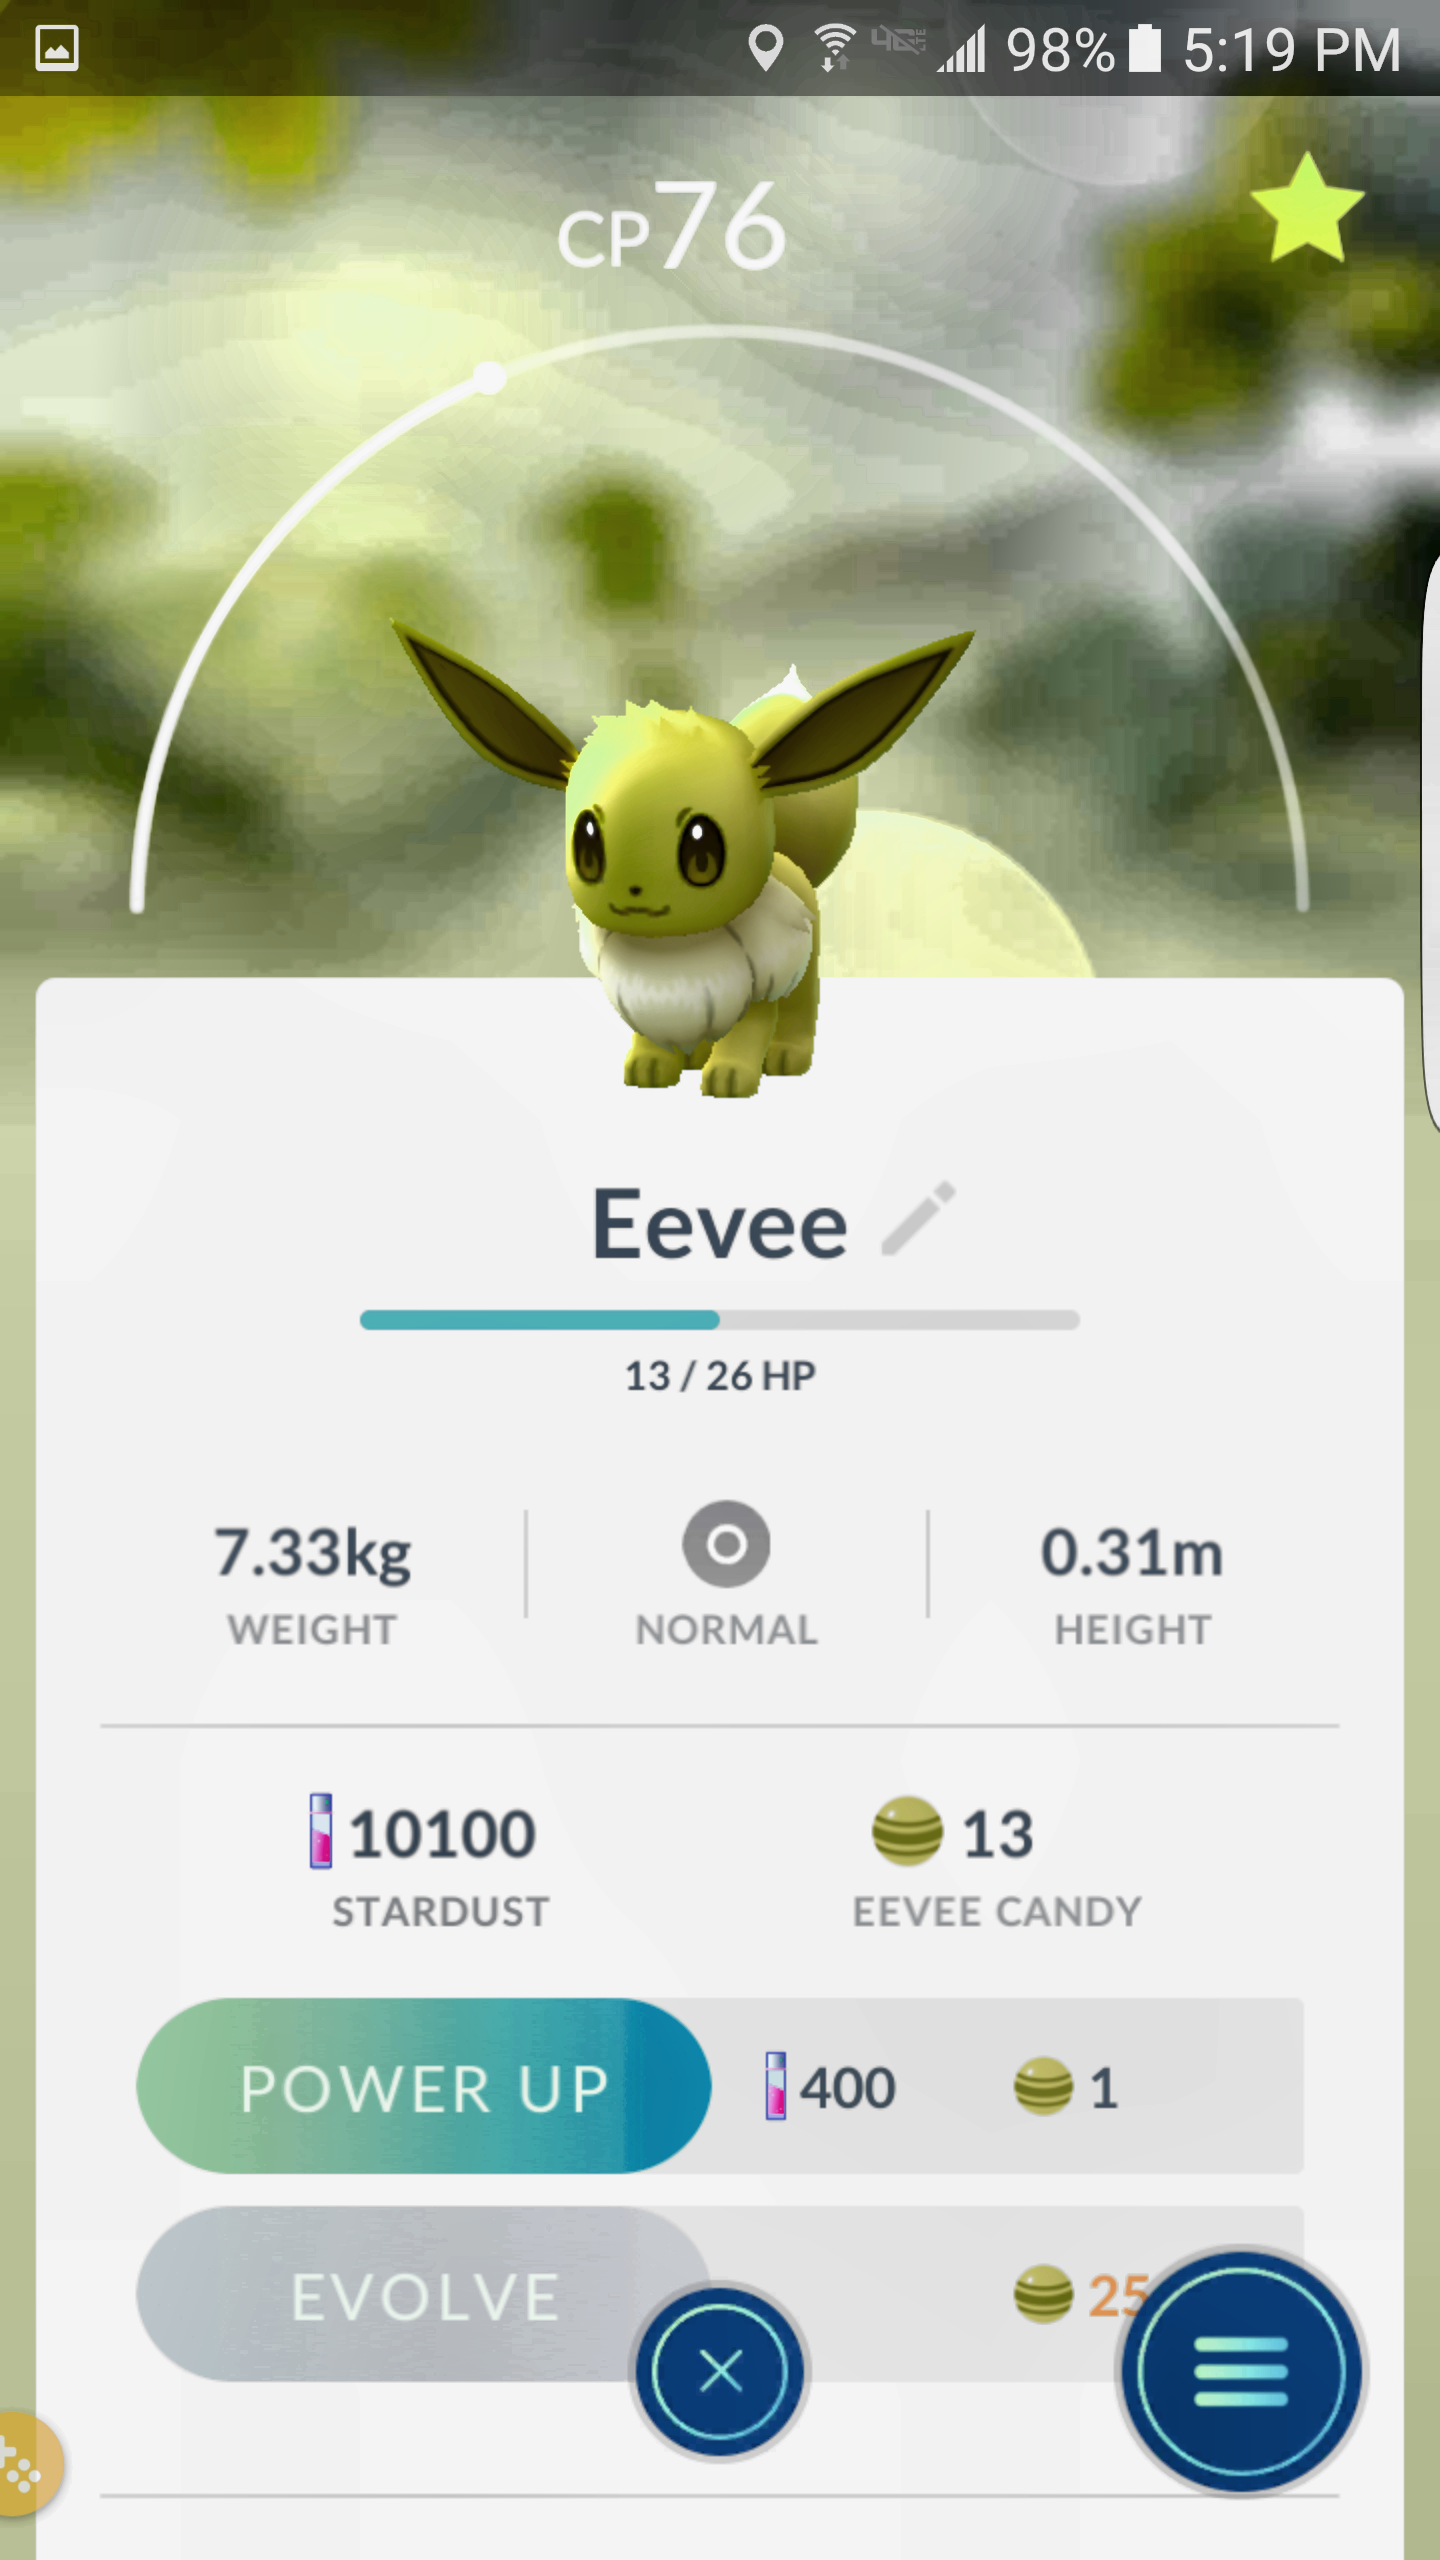 98% 5:19 PM
CP76
Eevee
13 / 26 HP
7.33kg
WEIGHT
NORMAL
0.31m
HEIGHT
10100
STARDUST
13
EEVEE CANDY
POWER UP 400 1
EVOLVE 25